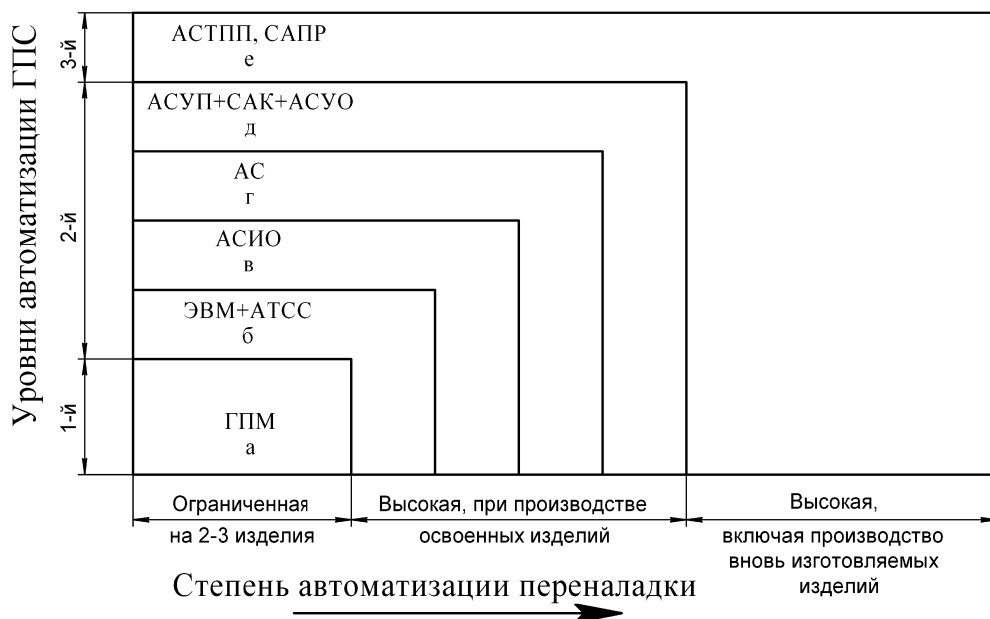 Уровни автоматизации ГПС
3-й
2-й
1-й
АСТПП, САПР
е
АСУП+САК+АСУО
д
АС
г
АСИО
в
ЭВМ+АТСС
б
ГПМ
а
Ограниченная
на 2-3 изделия
Высокая, при производстве
освоенных изделий
Высокая,
включая производство
вновь изготовляемых
изделий
Степень автоматизации переналадки